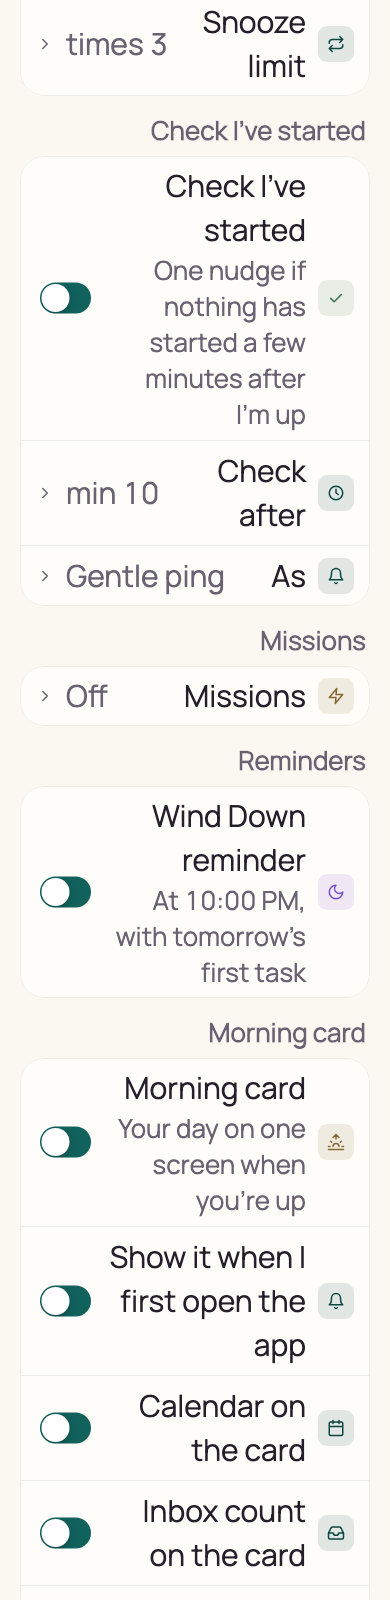 Snooze
limit
times 3
Check I've started
Check I've
started
One nudge if
nothing has
started a few
minutes after
I'm up
Check
after
min 10
As
Gentle ping
Missions
Missions
Off
Reminders
Wind Down
reminder
At 10:00 PM,
with tomorrow's
first task
Morning card
Morning card
Your day on one
screen when
you're up
Show it when I
first open the
app
Calendar on
the card
Inbox count
on the card